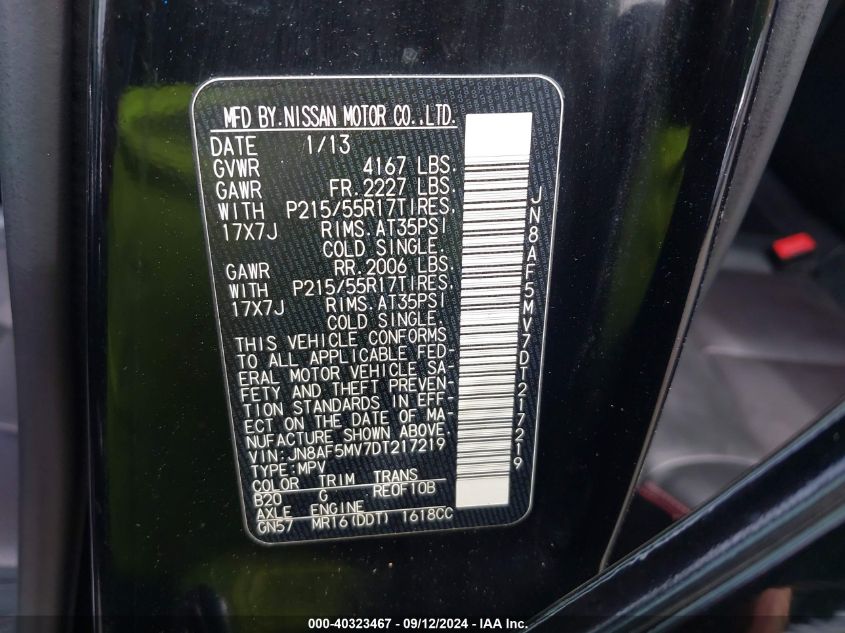 MFD BY.NISSAN MOTOR CO.,LTD.
DATE 1/13
GVWR 4167 LBS.
GAWR FR.2227 LBS.
WITH P215/55R17TIRES,
17X7J RIMS.AT35PSI
COLD SINGLE.
GAWR RR.2006 LBS.
WITH P215/55R17TIRES,
17X7J RIMS.AT35PSI
COLD SINGLE.
THIS VEHICLE CONFORMS
TO ALL APPLICABLE FED-
ERAL MOTOR VEHICLE SA-
FETY AND THEFT PREVEN-
TION STANDARDS IN EFF-
ECT ON THE DATE OF MA-
NUFACTURE SHOWN ABOVE.
VIN:JN8AF5MV7DT217219
TYPE:MPV
COLOR TRIM TRANS
B20 G RE0F10B
AXLE ENGINE
GN57 MR16(DDT) 1618CC
JN8AF5MV7DT217219
000-40323467 - 09/12/2024 - IAA Inc.